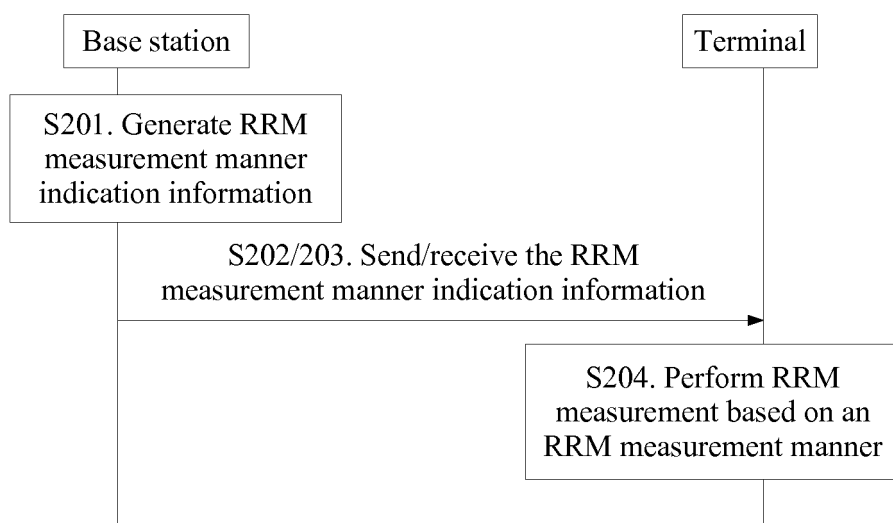 Base station
Terminal
S201. Generate RRM
measurement manner
indication information
S202/203. Send/receive the RRM
measurement manner indication information
S204. Perform RRM
measurement based on an
RRM measurement manner